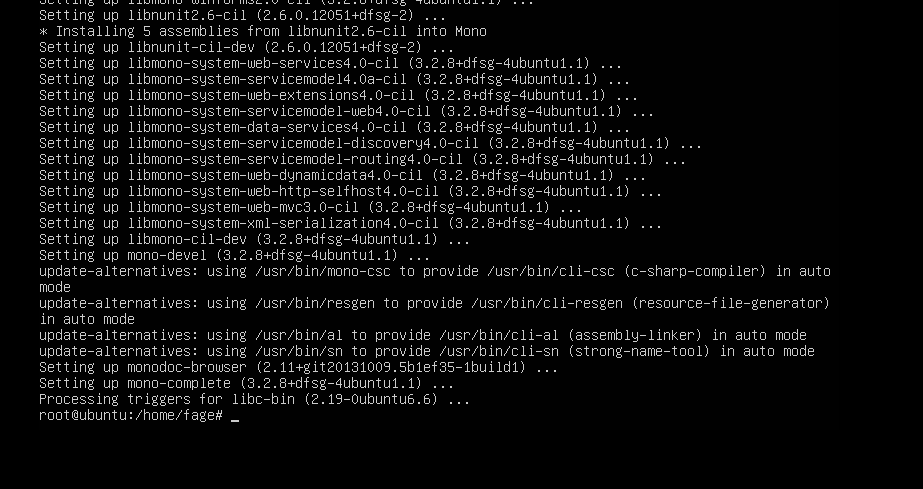 Setting up libmono-winforms2.0-cil (3.2.8+dfsg-4ubuntu1.1) ...
Setting up libnunit2.6-cil (2.6.0.12051+dfsg-2) ...
* Installing 5 assemblies from libnunit2.6-cil into Mono
Setting up libnunit-cil-dev (2.6.0.12051+dfsg-2) ...
Setting up libmono-system-web-services4.0-cil (3.2.8+dfsg-4ubuntu1.1) ...
Setting up libmono-system-servicemodel4.0a-cil (3.2.8+dfsg-4ubuntu1.1) ...
Setting up libmono-system-web-extensions4.0-cil (3.2.8+dfsg-4ubuntu1.1) ...
Setting up libmono-system-servicemodel-web4.0-cil (3.2.8+dfsg-4ubuntu1.1) ...
Setting up libmono-system-data-services4.0-cil (3.2.8+dfsg-4ubuntu1.1) ...
Setting up libmono-system-servicemodel-discovery4.0-cil (3.2.8+dfsg-4ubuntu1.1) ...
Setting up libmono-system-servicemodel-routing4.0-cil (3.2.8+dfsg-4ubuntu1.1) ...
Setting up libmono-system-web-dynamicdata4.0-cil (3.2.8+dfsg-4ubuntu1.1) ...
Setting up libmono-system-web-http-selfhost4.0-cil (3.2.8+dfsg-4ubuntu1.1) ...
Setting up libmono-system-web-mvc3.0-cil (3.2.8+dfsg-4ubuntu1.1) ...
Setting up libmono-system-xml-serialization4.0-cil (3.2.8+dfsg-4ubuntu1.1) ...
Setting up libmono-cil-dev (3.2.8+dfsg-4ubuntu1.1) ...
Setting up mono-devel (3.2.8+dfsg-4ubuntu1.1) ...
update-alternatives: using /usr/bin/mono-csc to provide /usr/bin/cli-csc (c-sharp-compiler) in auto
mode
update-alternatives: using /usr/bin/resgen to provide /usr/bin/cli-resgen (resource-file-generator)
in auto mode
update-alternatives: using /usr/bin/al to provide /usr/bin/cli-al (assembly-linker) in auto mode
update-alternatives: using /usr/bin/sn to provide /usr/bin/cli-sn (strong-name-tool) in auto mode
Setting up monodoc-browser (2.11+git20131009.5b1ef35-1build1) ...
Setting up mono-complete (3.2.8+dfsg-4ubuntu1.1) ...
Processing triggers for libc-bin (2.19-0ubuntu6.6) ...
root@ubuntu:/home/fage# _